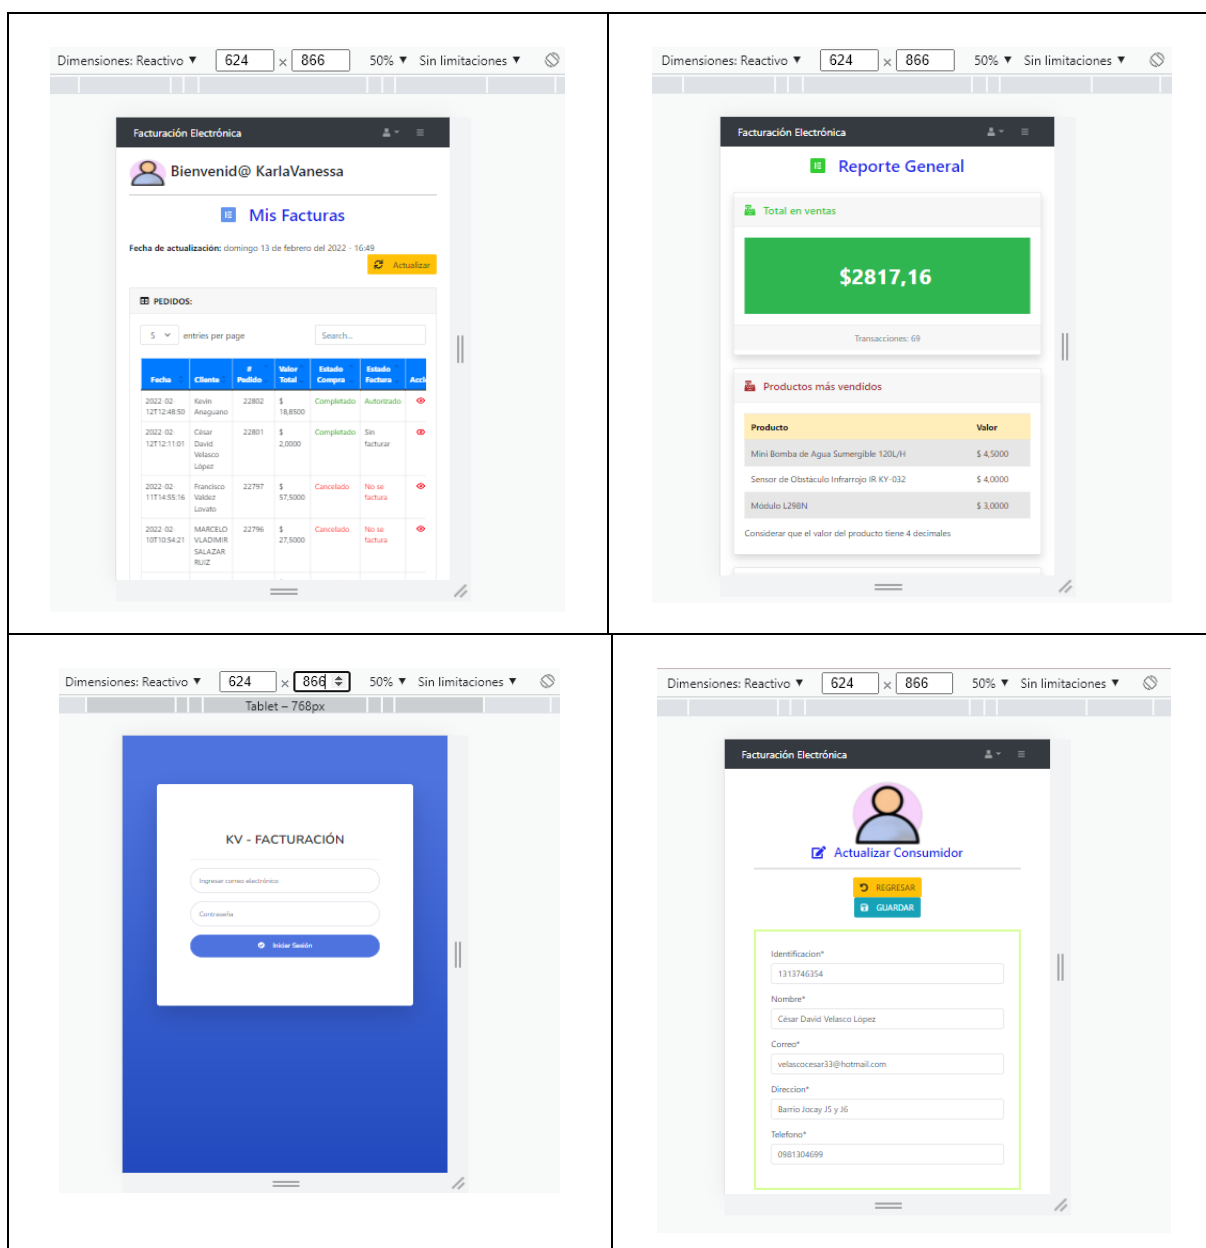 Dimensiones: Reactivo ▼ 624 × 866 50% ▼ Sin limitaciones ▼
Facturación Electrónica
Bienvenid@ KarlaVanessa
Mis Facturas
Fecha de actualización: domingo 13 de febrero del 2022 - 16:49
Actualizar
PEDIDOS:
5 entries per page Search...
Fecha Cliente # Pedido Valor Total Estado Compra Estado Factura Acci
2022-02-12T12:48:50 Kevin Anaguano 22802 $ 18,8500 Completado Autorizado
2022-02-12T12:11:01 César David Velasco López 22801 $ 2,0000 Completado Sin facturar
2022-02-11T14:55:16 Francisco Valdez Lovato 22797 $ 57,5000 Cancelado No se factura
2022-02-10T10:54:21 MARCELO VLADIMIR SALAZAR RUIZ 22796 $ 27,5000 Cancelado No se factura
Dimensiones: Reactivo ▼ 624 × 866 50% ▼ Sin limitaciones ▼
Facturación Electrónica
Reporte General
Total en ventas
$2817,16
Transacciones: 69
Productos más vendidos
Producto Valor
Mini Bomba de Agua Sumergible 120L/H $ 4,5000
Sensor de Obstáculo Infrarrojo IR KY-032 $ 4,0000
Módulo L298N $ 3,0000
Considerar que el valor del producto tiene 4 decimales
Dimensiones: Reactivo ▼ 624 × 866 50% ▼ Sin limitaciones ▼
Tablet – 768px
KV - FACTURACIÓN
Ingresar correo electrónico
Contraseña
Iniciar Sesión
Dimensiones: Reactivo ▼ 624 × 866 50% ▼ Sin limitaciones ▼
Facturación Electrónica
Actualizar Consumidor
REGRESAR
GUARDAR
Identificacion*
1313746354
Nombre*
César David Velasco López
Correo*
velascocesar33@hotmail.com
Direccion*
Barrio Jocay J5 y J6
Telefono*
0981304699